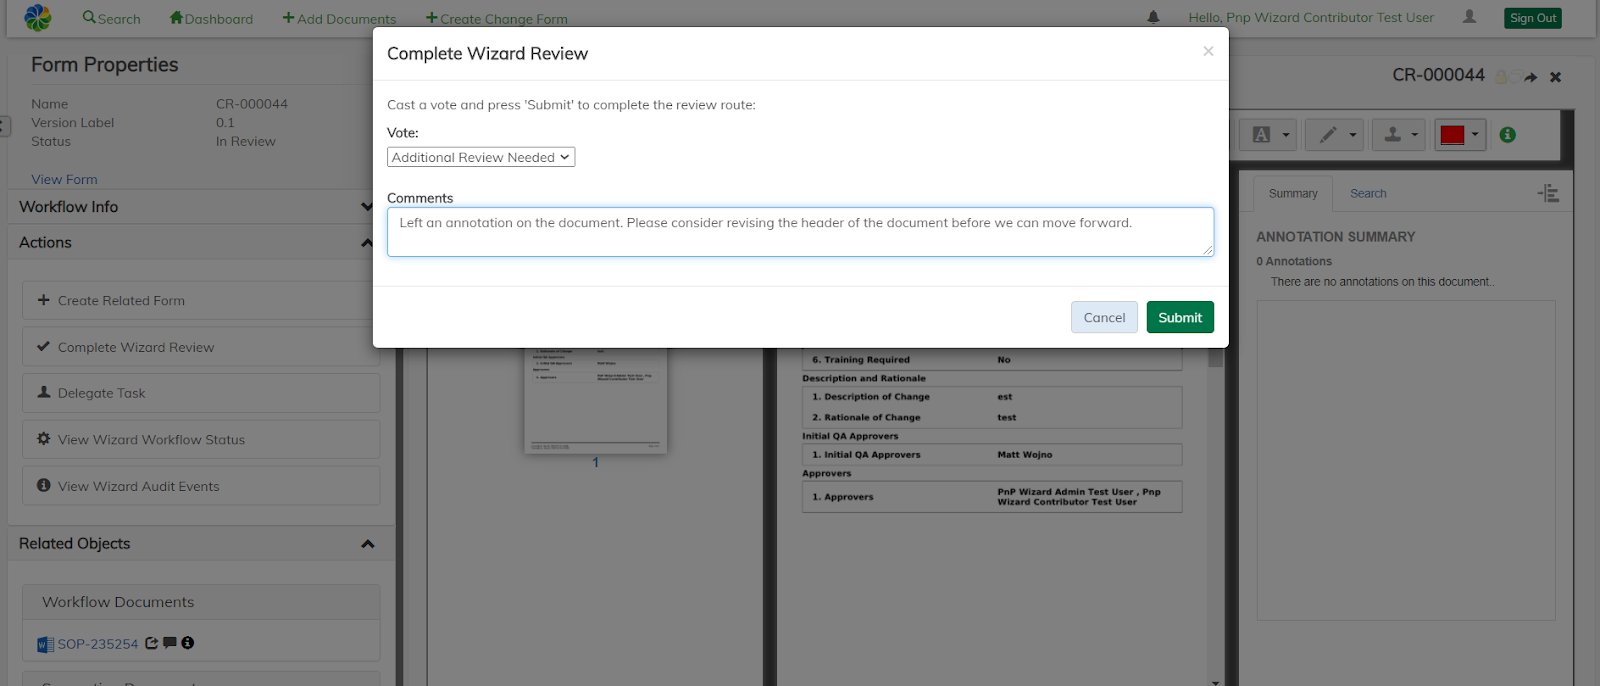 Search
Dashboard
Add Documents
Create Change Form
Hello, Pnp Wizard Contributor Test User
Sign Out
Form Properties
Name CR-000044
Version Label 0.1
Status In Review
View Form
Workflow Info
Actions
Create Related Form
Complete Wizard Review
Delegate Task
View Wizard Workflow Status
View Wizard Audit Events
Related Objects
Workflow Documents
SOP-235254
Complete Wizard Review
×
Cast a vote and press 'Submit' to complete the review route:
Vote:
Additional Review Needed
Comments
Left an annotation on the document. Please consider revising the header of the document before we can move forward.
Cancel
Submit
1
6. Training Required No
Description and Rationale
1. Description of Change est
2. Rationale of Change test
Initial QA Approvers
1. Initial QA Approvers Matt Wojno
Approvers
1. Approvers PnP Wizard Admin Test User , Pnp
Wizard Contributor Test User
CR-000044
A
Summary
Search
ANNOTATION SUMMARY
0 Annotations
There are no annotations on this document..